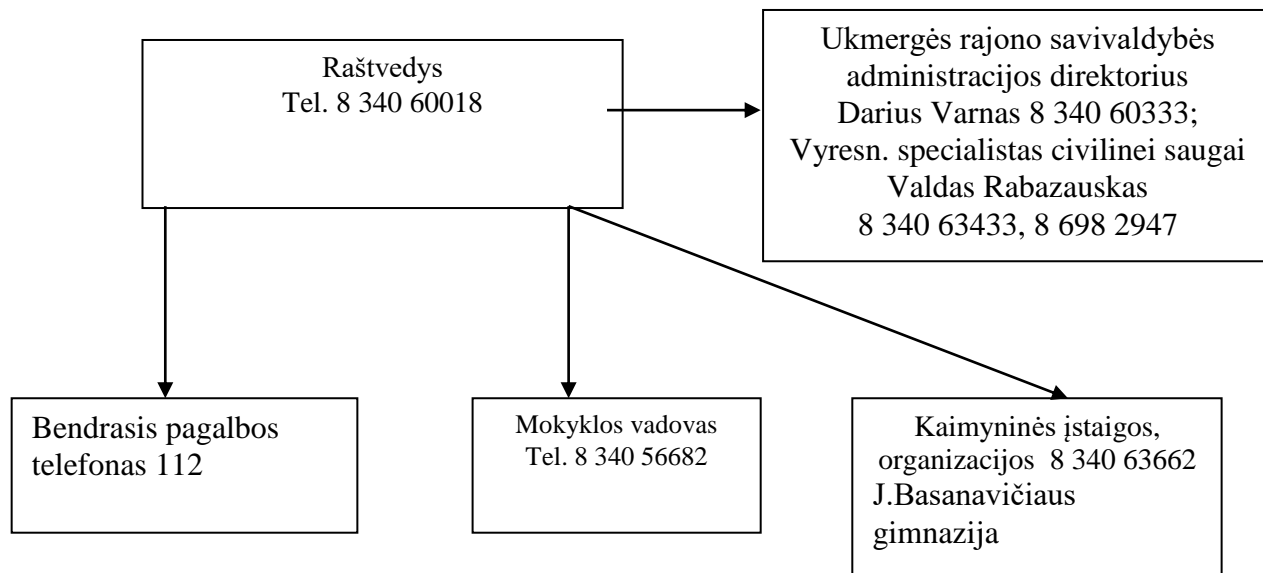 Raštvedys
Tel. 8 340 60018
Ukmergės rajono savivaldybės
administracijos direktorius
Darius Varnas 8 340 60333;
Vyresn. specialistas civilinei saugai
Valdas Rabazauskas
8 340 63433, 8 698 2947
Bendrasis pagalbos
telefonas 112
Mokyklos vadovas
Tel. 8 340 56682
Kaimyninės įstaigos,
organizacijos 8 340 63662
J.Basanavičiaus
gimnazija